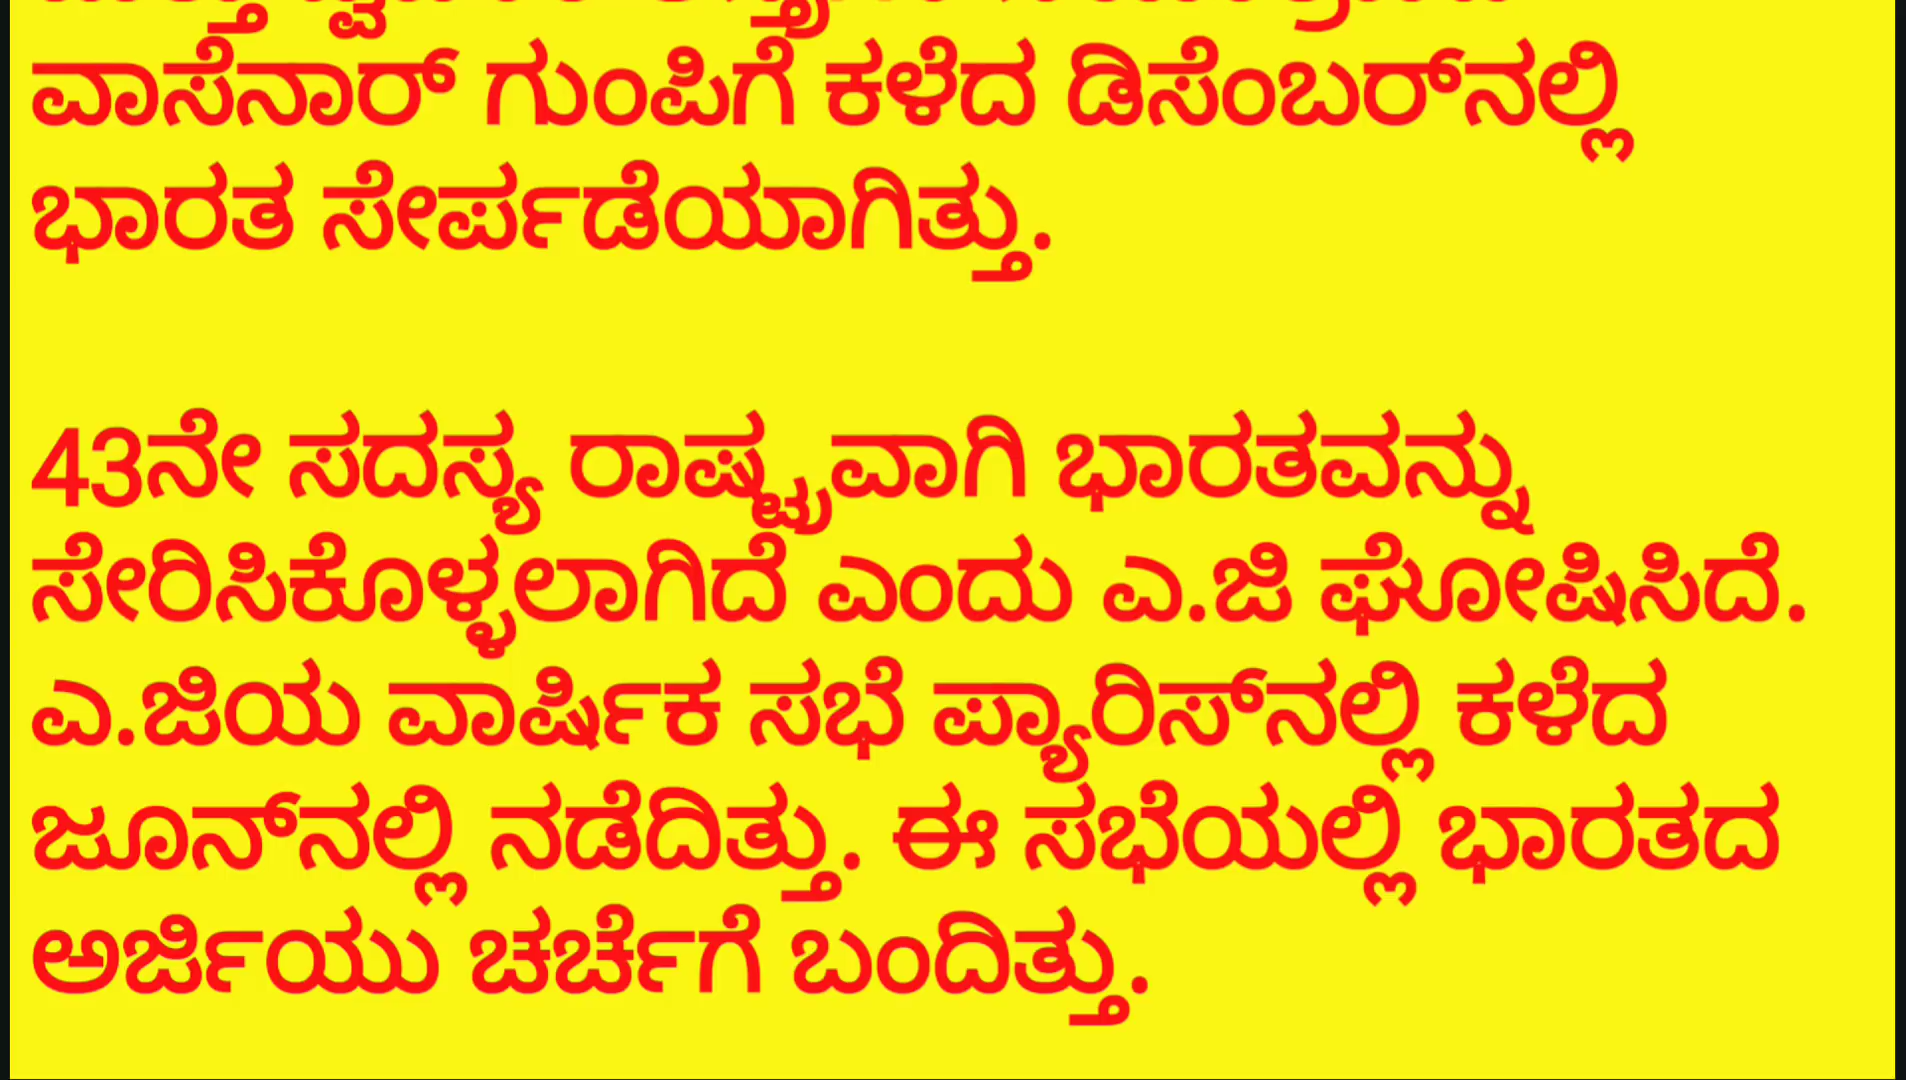 ವಾಸೆನಾರ್ ಗುಂಪಿಗೆ ಕಳೆದ ಡಿಸೆಂಬರ್‌ನಲ್ಲಿ
ಭಾರತ ಸೇರ್ಪಡೆಯಾಗಿತ್ತು.
43ನೇ ಸದಸ್ಯ ರಾಷ್ಟ್ರವಾಗಿ ಭಾರತವನ್ನು
ಸೇರಿಸಿಕೊಳ್ಳಲಾಗಿದೆ ಎಂದು ಎ.ಜಿ ಘೋಷಿಸಿದೆ.
ಎ.ಜಿಯ ವಾರ್ಷಿಕ ಸಭೆ ಪ್ಯಾರಿಸ್‌ನಲ್ಲಿ ಕಳೆದ
ಜೂನ್‌ನಲ್ಲಿ ನಡೆದಿತ್ತು. ಈ ಸಭೆಯಲ್ಲಿ ಭಾರತದ
ಅರ್ಜಿಯು ಚರ್ಚೆಗೆ ಬಂದಿತ್ತು.